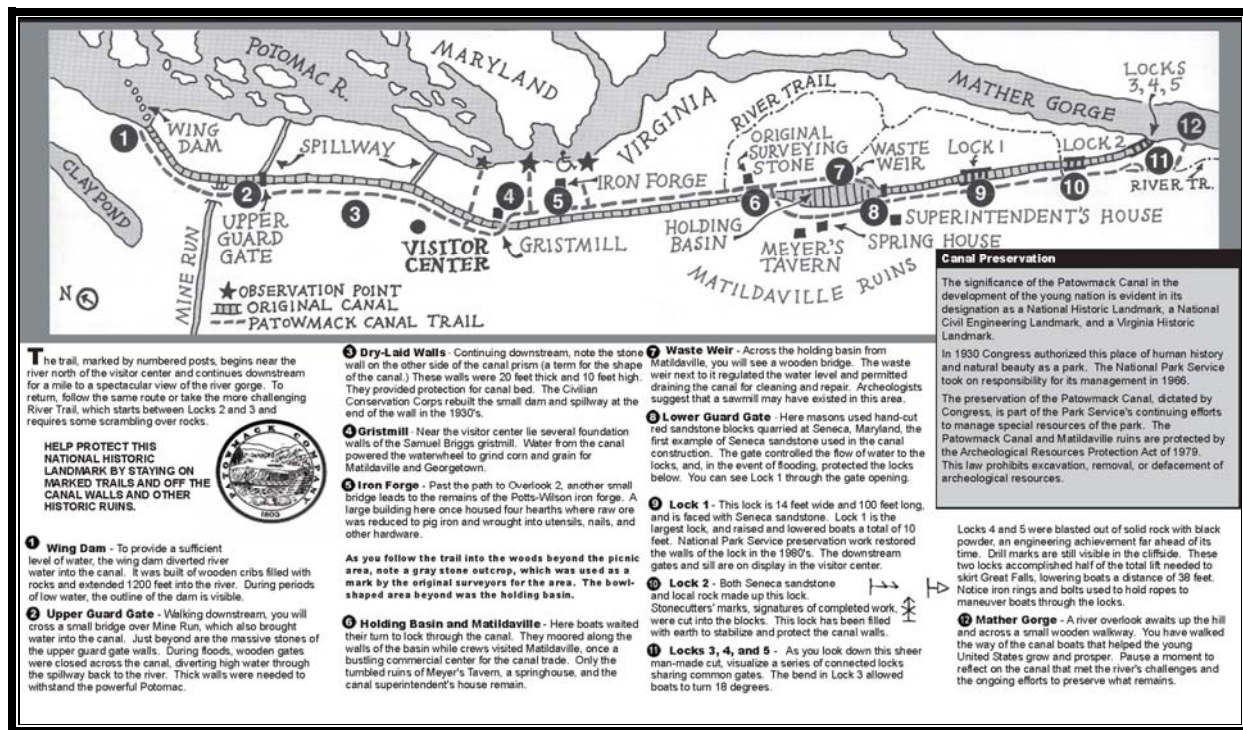 POTOMAC R.
MARYLAND
VIRGINIA
RIVER TRAIL
MATHER GORGE
LOCKS
3, 4, 5
12
1
WING
DAM
SPILLWAY
ORIGINAL
SURVEYING
STONE
7
WASTE
WEIR
LOCK 1
LOCK 2
11
RIVER TR.
CLAYPOND
2
UPPER
GUARD
GATE
3
4
5
IRON FORGE
6
8
9
10
VISITOR
CENTER
GRISTMILL
HOLDING
BASIN
MEYER'S
TAVERN
SPRING HOUSE
SUPERINTENDENT'S HOUSE
MATILDAVILLE RUINS
MINE RUN
N
OBSERVATION POINT
ORIGINAL CANAL
PATOWMACK CANAL TRAIL
Canal Preservation
The significance of the Patowmack Canal in the
development of the young nation is evident in its
designation as a National Historic Landmark, a National
Civil Engineering Landmark, and a Virginia Historic
Landmark.
In 1930 Congress authorized this place of human history
and natural beauty as a park. The National Park Service
took on responsibility for its management in 1966.
The preservation of the Patowmack Canal, dictated by
Congress, is part of the Park Service's continuing efforts
to manage special resources of the park. The
Patowmack Canal and Matildaville ruins are protected by
the Archeological Resources Protection Act of 1979.
This law prohibits excavation, removal, or defacement of
archeological resources.
The trail, marked by numbered posts, begins near the
river north of the visitor center and continues downstream
for a mile to a spectacular view of the river gorge. To
return, follow the same route or take the more challenging
River Trail, which starts between Locks 2 and 3 and
requires some scrambling over rocks.
HELP PROTECT THIS
NATIONAL HISTORIC
LANDMARK BY STAYING ON
MARKED TRAILS AND OFF THE
CANAL WALLS AND OTHER
HISTORIC RUINS.
PATOWMACK COMPANY
1803
1 Wing Dam - To provide a sufficient
level of water, the wing dam diverted river
water into the canal. It was built of wooden cribs filled with
rocks and extended 1200 feet into the river. During periods
of low water, the outline of the dam is visible.
2 Upper Guard Gate - Walking downstream, you will
cross a small bridge over Mine Run, which also brought
water into the canal. Just beyond are the massive stones of
the upper guard gate walls. During floods, wooden gates
were closed across the canal, diverting high water through
the spillway back to the river. Thick walls were needed to
withstand the powerful Potomac.
3 Dry-Laid Walls - Continuing downstream, note the stone
wall on the other side of the canal prism (a term for the shape
of the canal.) These walls were 20 feet thick and 10 feet high.
They provided protection for canal bed. The Civilian
Conservation Corps rebuilt the small dam and spillway at the
end of the wall in the 1930's.
4 Gristmill - Near the visitor center lie several foundation
walls of the Samuel Briggs gristmill. Water from the canal
powered the waterwheel to grind corn and grain for
Matildaville and Georgetown.
5 Iron Forge - Past the path to Overlook 2, another small
bridge leads to the remains of the Potts-Wilson iron forge. A
large building here once housed four hearths where raw ore
was reduced to pig iron and wrought into utensils, nails, and
other hardware.
As you follow the trail into the woods beyond the picnic
area, note a gray stone outcrop, which was used as a
mark by the original surveyors for the area. The bowl-
shaped area beyond was the holding basin.
6 Holding Basin and Matildaville - Here boats waited
their turn to lock through the canal. They moored along the
walls of the basin while crews visited Matildaville, once a
bustling commercial center for the canal trade. Only the
tumbled ruins of Meyer's Tavern, a springhouse, and the
canal superintendent's house remain.
7 Waste Weir - Across the holding basin from
Matildaville, you will see a wooden bridge. The waste
weir next to it regulated the water level and permitted
draining the canal for cleaning and repair. Archeologists
suggest that a sawmill may have existed in this area.
8 Lower Guard Gate - Here masons used hand-cut
red sandstone blocks quarried at Seneca, Maryland, the
first example of Seneca sandstone used in the canal
construction. The gate controlled the flow of water to the
locks, and, in the event of flooding, protected the locks
below. You can see Lock 1 through the gate opening.
9 Lock 1 - This lock is 14 feet wide and 100 feet long,
and is faced with Seneca sandstone. Lock 1 is the
largest lock, and raised and lowered boats a total of 10
feet. National Park Service preservation work restored
the walls of the lock in the 1980's. The downstream
gates and sill are on display in the visitor center.
10 Lock 2 - Both Seneca sandstone
and local rock made up this lock.
Stonecutters' marks, signatures of completed work,
were cut into the blocks. This lock has been filled
with earth to stabilize and protect the canal walls.
11 Locks 3, 4, and 5 - As you look down this sheer
man-made cut, visualize a series of connected locks
sharing common gates. The bend in Lock 3 allowed
boats to turn 18 degrees.
Locks 4 and 5 were blasted out of solid rock with black
powder, an engineering achievement far ahead of its
time. Drill marks are still visible in the cliffside. These
two locks accomplished half of the total lift needed to
skirt Great Falls, lowering boats a distance of 38 feet.
Notice iron rings and bolts used to hold ropes to
maneuver boats through the locks.
12 Mather Gorge - A river overlook awaits up the hill
and across a small wooden walkway. You have walked
the way of the canal boats that helped the young
United States grow and prosper. Pause a moment to
reflect on the canal that met the river's challenges and
the ongoing efforts to preserve what remains.